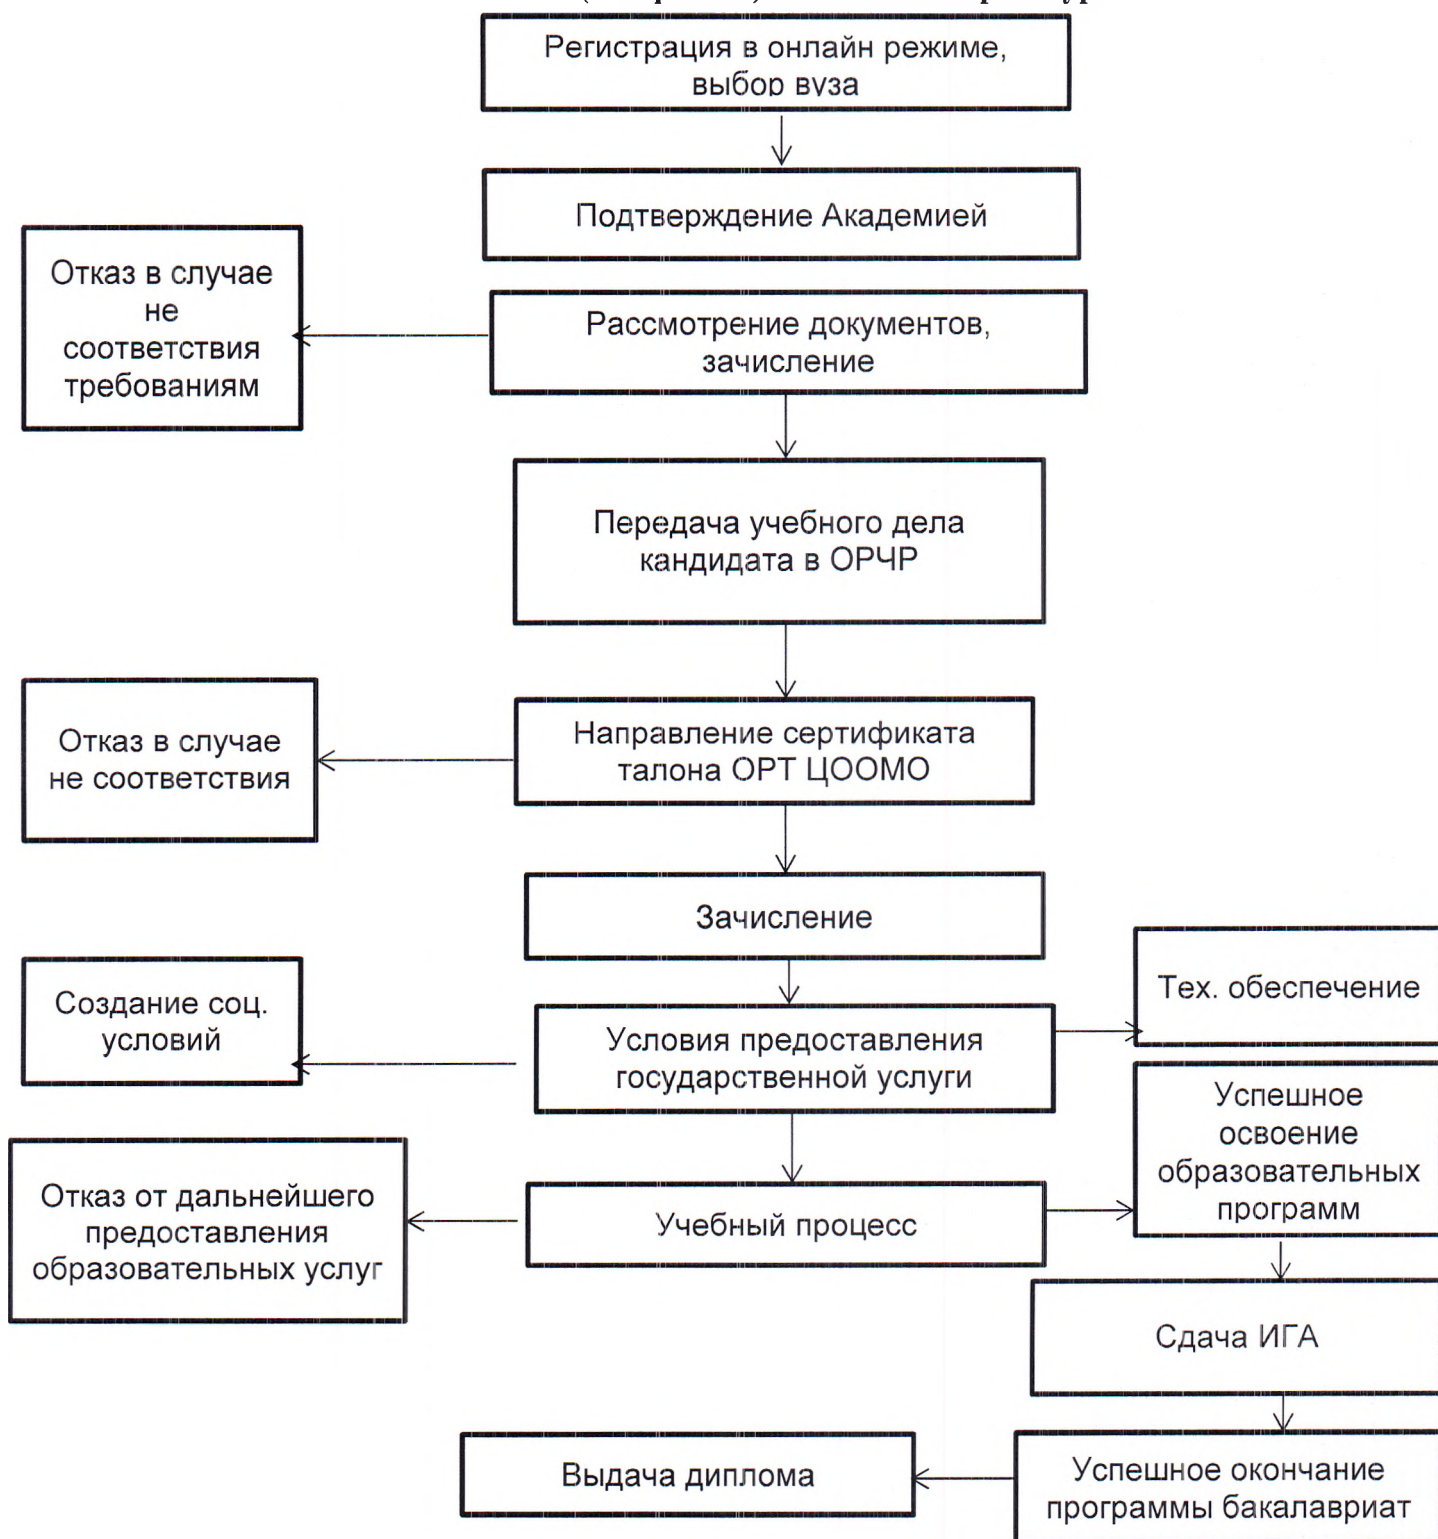 Регистрация в онлайн режиме,
выбор вуза
Подтверждение Академией
Отказ в случае
не
соответствия
требованиям
Рассмотрение документов,
зачисление
Передача учебного дела
кандидата в ОРЧР
Отказ в случае
не соответствия
Направление сертификата
талона ОРТ ЦООМО
Зачисление
Тех. обеспечение
Создание соц.
условий
Условия предоставления
государственной услуги
Успешное
освоение
образовательных
программ
Отказ от дальнейшего
предоставления
образовательных услуг
Учебный процесс
Сдача ИГА
Выдача диплома
Успешное окончание
программы бакалавриат